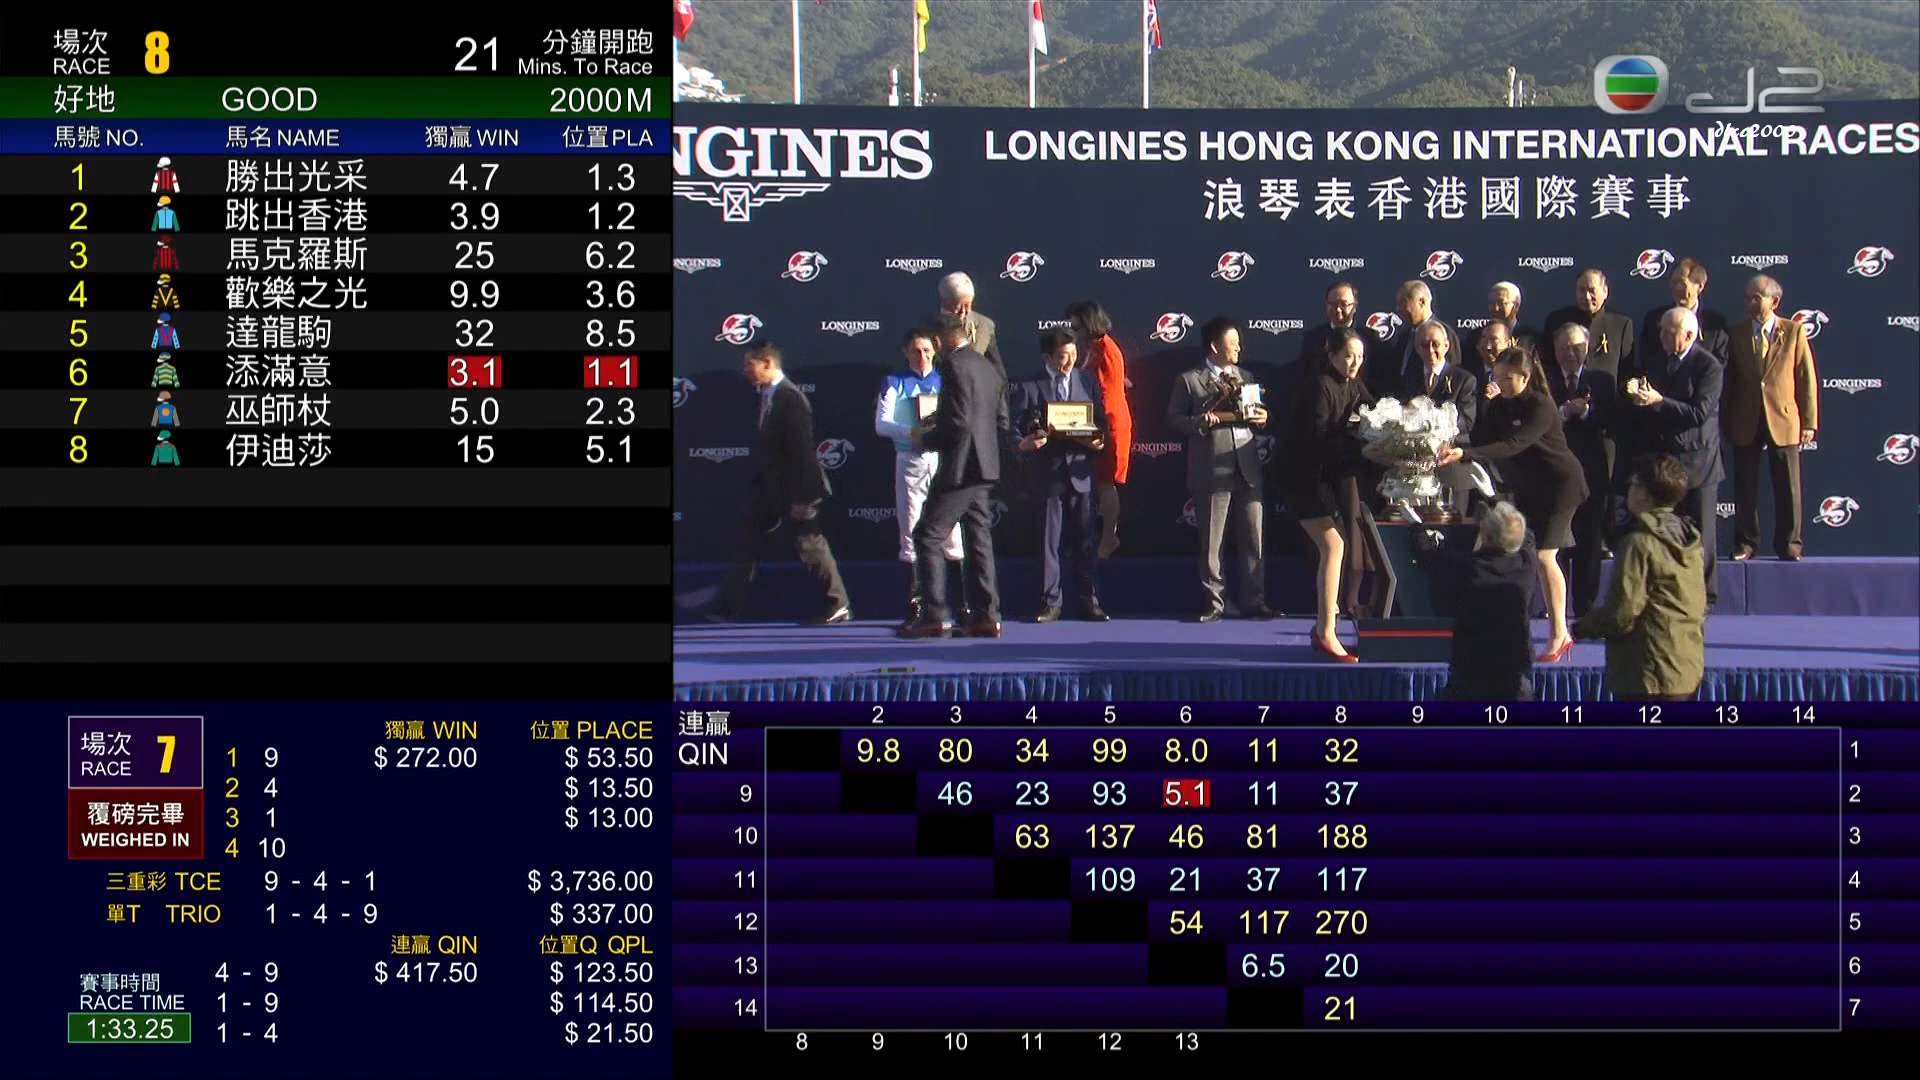 場次 8 21 分鐘開跑
RACE Mins. To Race
好地 GOOD 2000M
馬號 NO. 馬名 NAME 獨贏 WIN 位置 PLA
1 勝出光采 4.7 1.3
2 跳出香港 3.9 1.2
3 馬克羅斯 25 6.2
4 歡樂之光 9.9 3.6
5 達龍駒 32 8.5
6 添滿意 3.1 1.1
7 巫師杖 5.0 2.3
8 伊迪莎 15 5.1
J2
NGINES
LONGINES HONG KONG INTERNATIONAL RACES
浪琴表香港國際賽事
LONGINES LONGINES LONGINES LONGINES LONGINES
LONGINES LONGINES
LONGINES
LONGINES
場次 7
RACE
覆磅完畢
WEIGHED IN
獨贏 WIN 位置 PLACE
1 9 $ 272.00 $ 53.50
2 4 $ 13.50
3 1 $ 13.00
4 10
三重彩 TCE 9 - 4 - 1 $ 3,736.00
單T TRIO 1 - 4 - 9 $ 337.00
連贏 QIN 位置Q QPL
4 - 9 $ 417.50 $ 123.50
1 - 9 $ 114.50
1 - 4 $ 21.50
賽事時間
RACE TIME
1:33.25
連贏 2 3 4 5 6 7 8 9 10 11 12 13 14
QIN 9.8 80 34 99 8.0 11 32 1
9 46 23 93 5.1 11 37 2
10 63 137 46 81 188 3
11 109 21 37 117 4
12 54 117 270 5
13 6.5 20 6
14 21 7
8 9 10 11 12 13